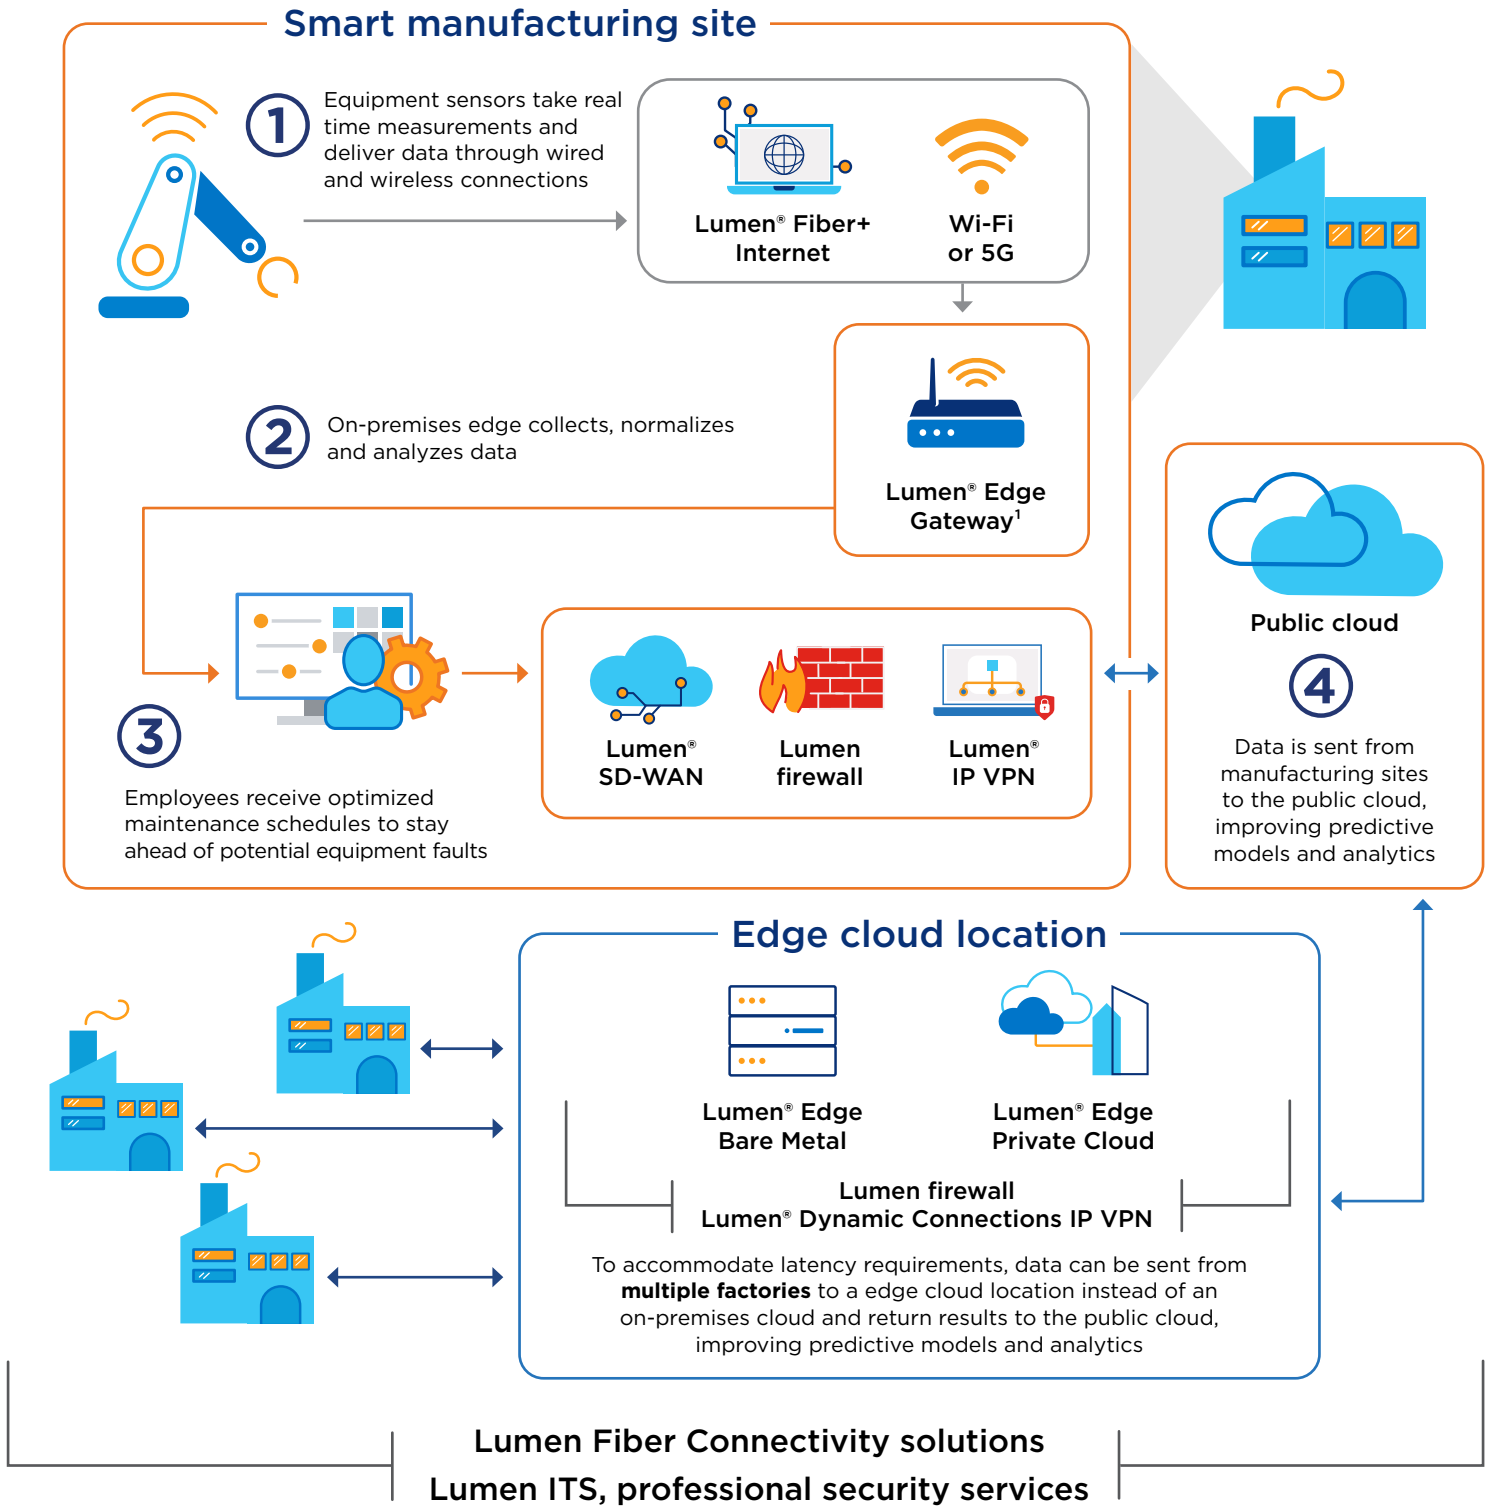 Smart manufacturing site
1
Equipment sensors take real
time measurements and
deliver data through wired
and wireless connections
Lumen® Fiber+
Internet
Wi-Fi
or 5G
2
On-premises edge collects, normalizes
and analyzes data
Lumen® Edge
Gateway¹
3
Employees receive optimized
maintenance schedules to stay
ahead of potential equipment faults
Lumen®
SD-WAN
Lumen
firewall
Lumen®
IP VPN
Public cloud
4
Data is sent from
manufacturing sites
to the public cloud,
improving predictive
models and analytics
Edge cloud location
Lumen® Edge
Bare Metal
Lumen® Edge
Private Cloud
Lumen firewall
Lumen® Dynamic Connections IP VPN
To accommodate latency requirements, data can be sent from
multiple factories to a edge cloud location instead of an
on-premises cloud and return results to the public cloud,
improving predictive models and analytics
Lumen Fiber Connectivity solutions
Lumen ITS, professional security services